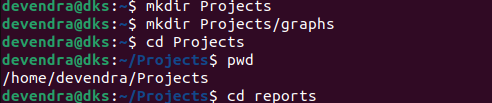 devendra@dks:~$ mkdir Projects
devendra@dks:~$ mkdir Projects/graphs
devendra@dks:~$ cd Projects
devendra@dks:~/Projects$ pwd
/home/devendra/Projects
devendra@dks:~/Projects$ cd reports